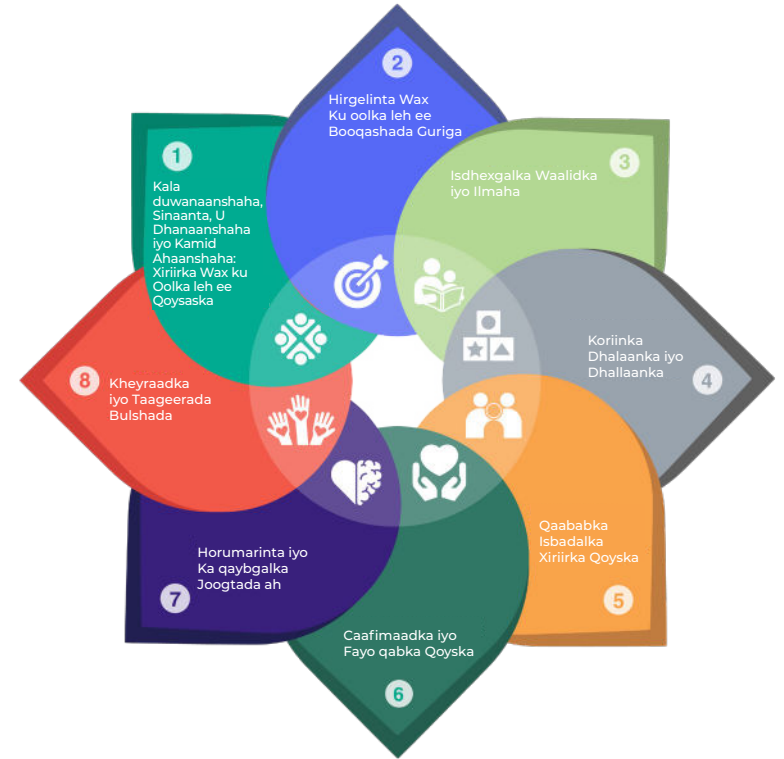 1
Kala
duwanaanshaha,
Sinaanta, U
Dhanaanshaha
iyo Kamid
Ahaanshaha:
Xiriirka Wax ku
Oolka leh ee
Qoysaska
2
Hirgelinta Wax
Ku oolka leh ee
Booqashada Guriga
3
Isdhexgalka Waalidka
iyo Ilmaha
4
Koriinka
Dhalaanka iyo
Dhallaanka
5
Qaababka
Isbadalka
Xiriirka Qoyska
6
Caafimaadka iyo
Fayo qabka Qoyska
7
Horumarinta iyo
Ka qaybgalka
Joogtada ah
8
Kheyraadka
iyo Taageerada
Bulshada